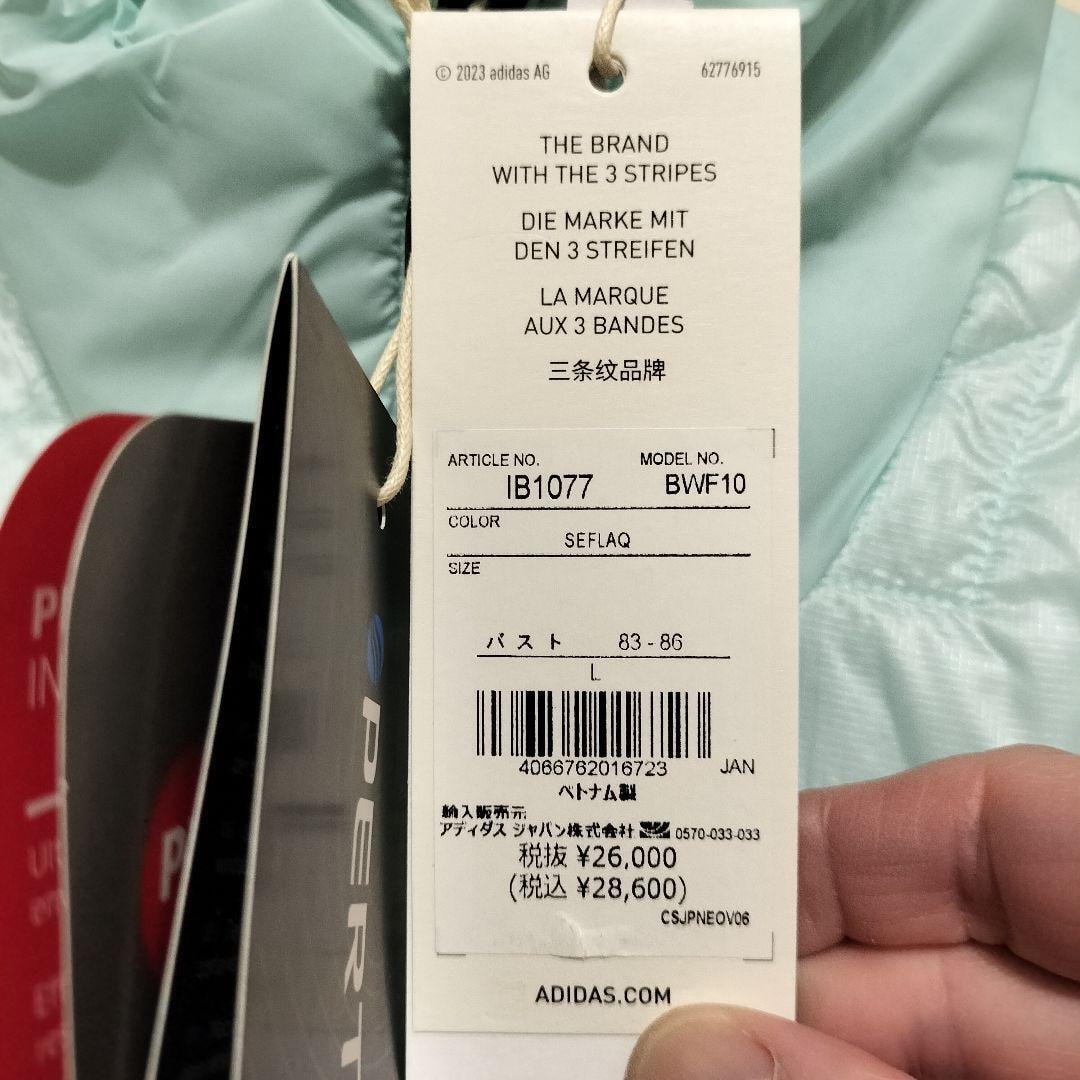 © 2023 adidas AG 62776915
THE BRAND
WITH THE 3 STRIPES
DIE MARKE MIT
DEN 3 STREIFEN
LA MARQUE
AUX 3 BANDES
三条纹品牌
ARTICLE NO. MODEL NO.
IB1077 BWF10
COLOR
SEFLAQ
SIZE
バスト 83 - 86
L
4066762016723 JAN
ベトナム製
輸入販売元
アディダス ジャパン株式会社 0570-033-033
税抜 ¥26,000
(税込 ¥28,600)
CSJPNEOV06
ADIDAS.COM
PERT
P
IN
P